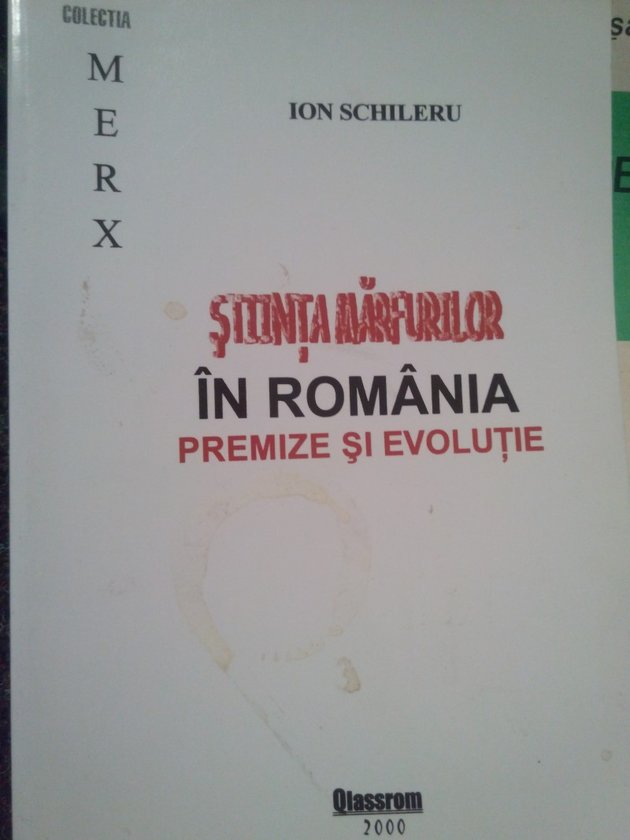 COLECTIA
M
E
R
X
ION SCHILERU
ŞTIINŢA MĂRFURILOR
ÎN ROMÂNIA
PREMIZE ŞI EVOLUŢIE
Qlassrom
2000